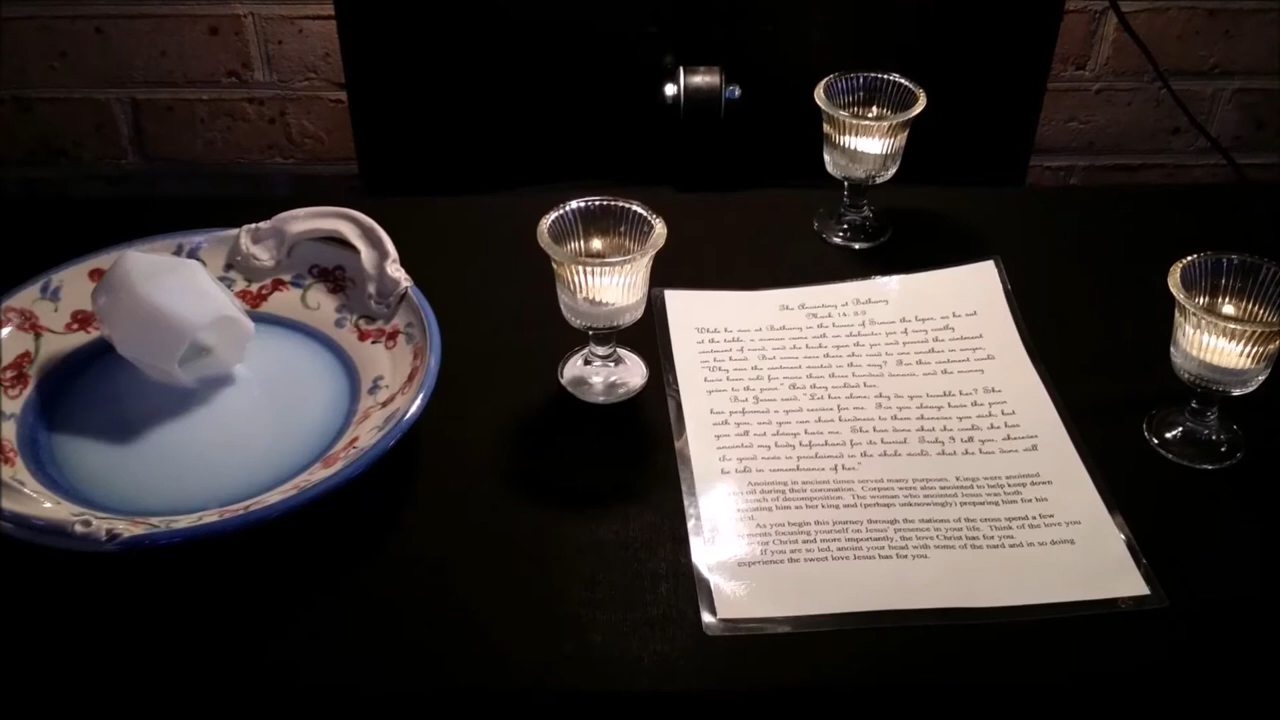 The Anointing at Bethany
Mark 14: 3-9
While he was at Bethany in the house of Simon the leper, as he sat
at the table, a woman came with an alabaster jar of very costly
ointment of nard, and she broke open the jar and poured the ointment
on his head. But some were there who said to one another in anger,
"Why was the ointment wasted in this way? For this ointment could
have been sold for more than three hundred denarii, and the money
given to the poor." And they scolded her.
But Jesus said, "Let her alone; why do you trouble her? She
has performed a good service for me. For you always have the poor
with you, and you can show kindness to them whenever you wish; but
you will not always have me. She has done what she could; she has
anointed my body beforehand for its burial. Truly I tell you, wherever
the good news is proclaimed in the whole world, what she has done will
be told in remembrance of her."
Anointing in ancient times served many purposes. Kings were anointed
oil during their coronation. Corpses were also anointed to help keep down
of decomposition. The woman who anointed Jesus was both
him as her king and (perhaps unknowingly) preparing him for his
As you begin this journey through the stations of the cross spend a few
focusing yourself on Jesus' presence in your life. Think of the love you
for Christ and more importantly, the love Christ has for you.
If you are so led, anoint your head with some of the nard and in so doing
experience the sweet love Jesus has for you.